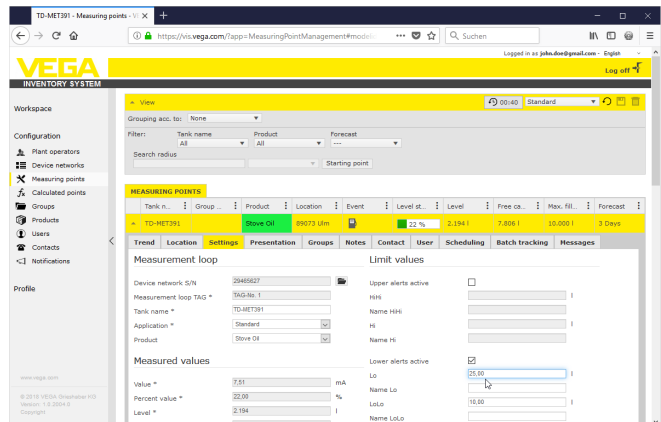 TD-MET391 - Measuring points - VI
https://vis.vega.com/?app=MeasuringPointManagement#mode
Suchen
Logged in as john.doe@gmail.com - English
VEGA
Log off
INVENTORY SYSTEM
Workspace
Configuration
Plant operators
Device networks
Measuring points
Calculated points
Groups
Products
Users
Contacts
Notifications
Profile
www.vega.com
© 2019 VEGA Grieshaber KG
Copyright
View
00:40 Standard
Grouping acc. to: None
Filter: Tank name Product Forecast
All All
Search radius
Starting point
MEASURING POINTS
Tank n... Group ... Product Location Event Level st... Level Free ca... Max. fill... Forecast
TD-MET391 Stove Oil 89073 Ulm 22 % 2.194 l 7.806 l 10.000 l 3 Days
Trend Location Settings Presentation Groups Notes Contact User Scheduling Batch tracking Messages
Measurement loop Limit values
Device network S/N 29465627 Upper alerts active
Measurement loop TAG * TAG-No. 1 HiHi l
Tank name * TD-MET391 Name HiHi
Application * Standard Hi l
Product Stove Oil Name Hi
Measured values Lower alerts active
Lo 25,00 l
Value * 7,51 mA Name Lo
Percent value * 22,00 % LoLo 10,00 l
Level * 2.194 l Name LoLo